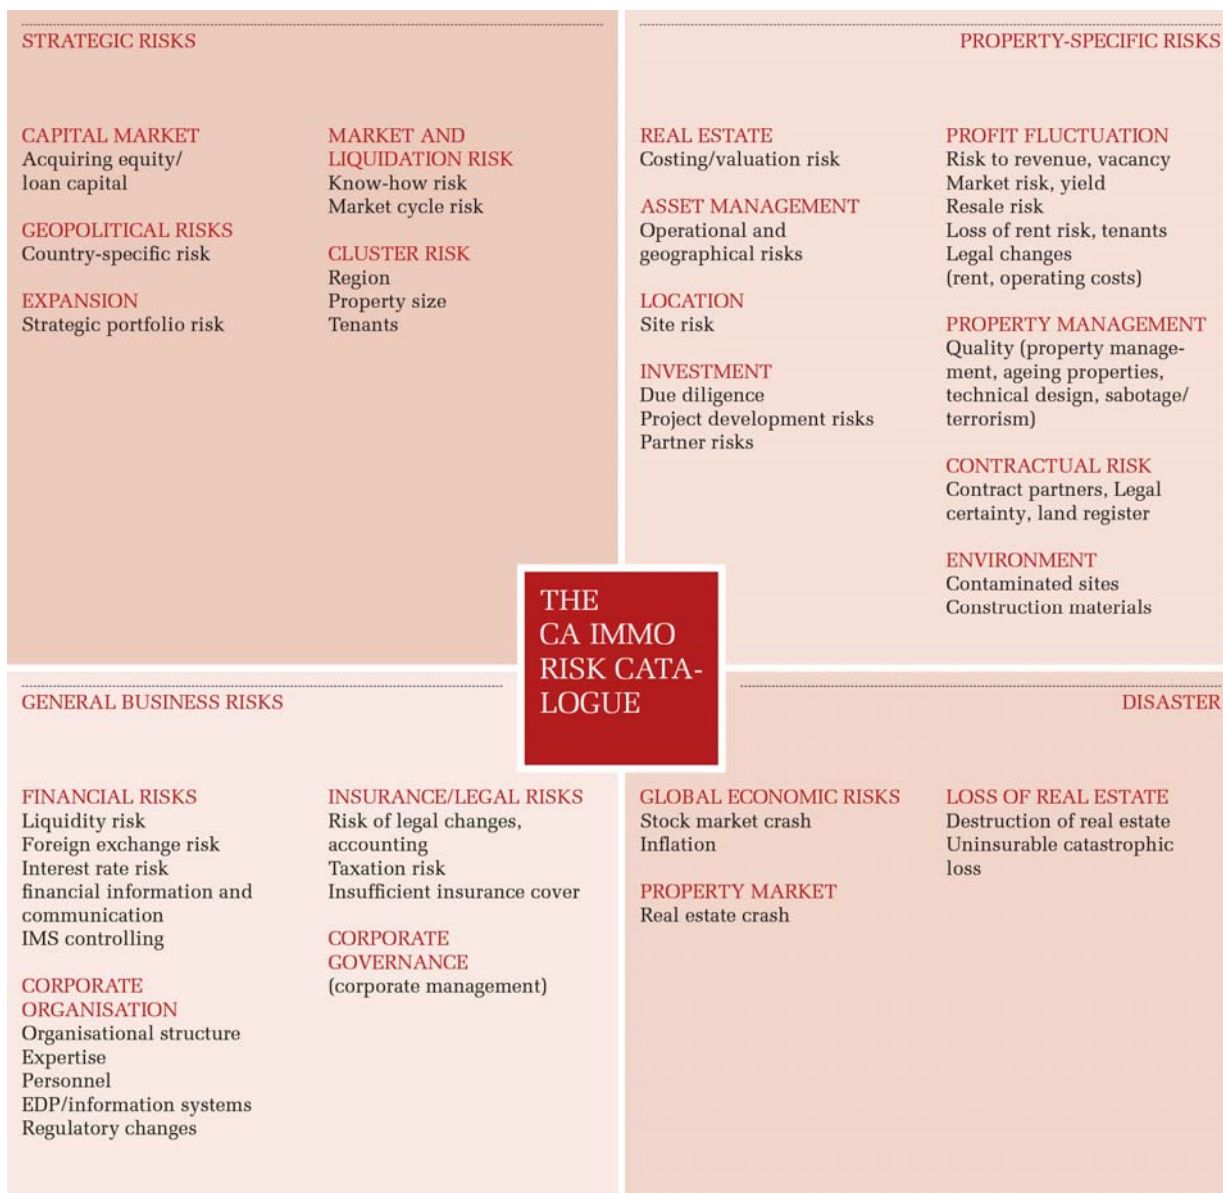 STRATEGIC RISKS
CAPITAL MARKET
Acquiring equity/
loan capital
GEOPOLITICAL RISKS
Country-specific risk
EXPANSION
Strategic portfolio risk
MARKET AND
LIQUIDATION RISK
Know-how risk
Market cycle risk
CLUSTER RISK
Region
Property size
Tenants
PROPERTY-SPECIFIC RISKS
REAL ESTATE
Costing/valuation risk
ASSET MANAGEMENT
Operational and
geographical risks
LOCATION
Site risk
INVESTMENT
Due diligence
Project development risks
Partner risks
PROFIT FLUCTUATION
Risk to revenue, vacancy
Market risk, yield
Resale risk
Loss of rent risk, tenants
Legal changes
(rent, operating costs)
PROPERTY MANAGEMENT
Quality (property manage-
ment, ageing properties,
technical design, sabotage/
terrorism)
CONTRACTUAL RISK
Contract partners, Legal
certainty, land register
ENVIRONMENT
Contaminated sites
Construction materials
THE
CA IMMO
RISK CATA-
LOGUE
GENERAL BUSINESS RISKS
FINANCIAL RISKS
Liquidity risk
Foreign exchange risk
Interest rate risk
financial information and
communication
IMS controlling
CORPORATE
ORGANISATION
Organisational structure
Expertise
Personnel
EDP/information systems
Regulatory changes
INSURANCE/LEGAL RISKS
Risk of legal changes,
accounting
Taxation risk
Insufficient insurance cover
CORPORATE
GOVERNANCE
(corporate management)
DISASTER
GLOBAL ECONOMIC RISKS
Stock market crash
Inflation
PROPERTY MARKET
Real estate crash
LOSS OF REAL ESTATE
Destruction of real estate
Uninsurable catastrophic
loss